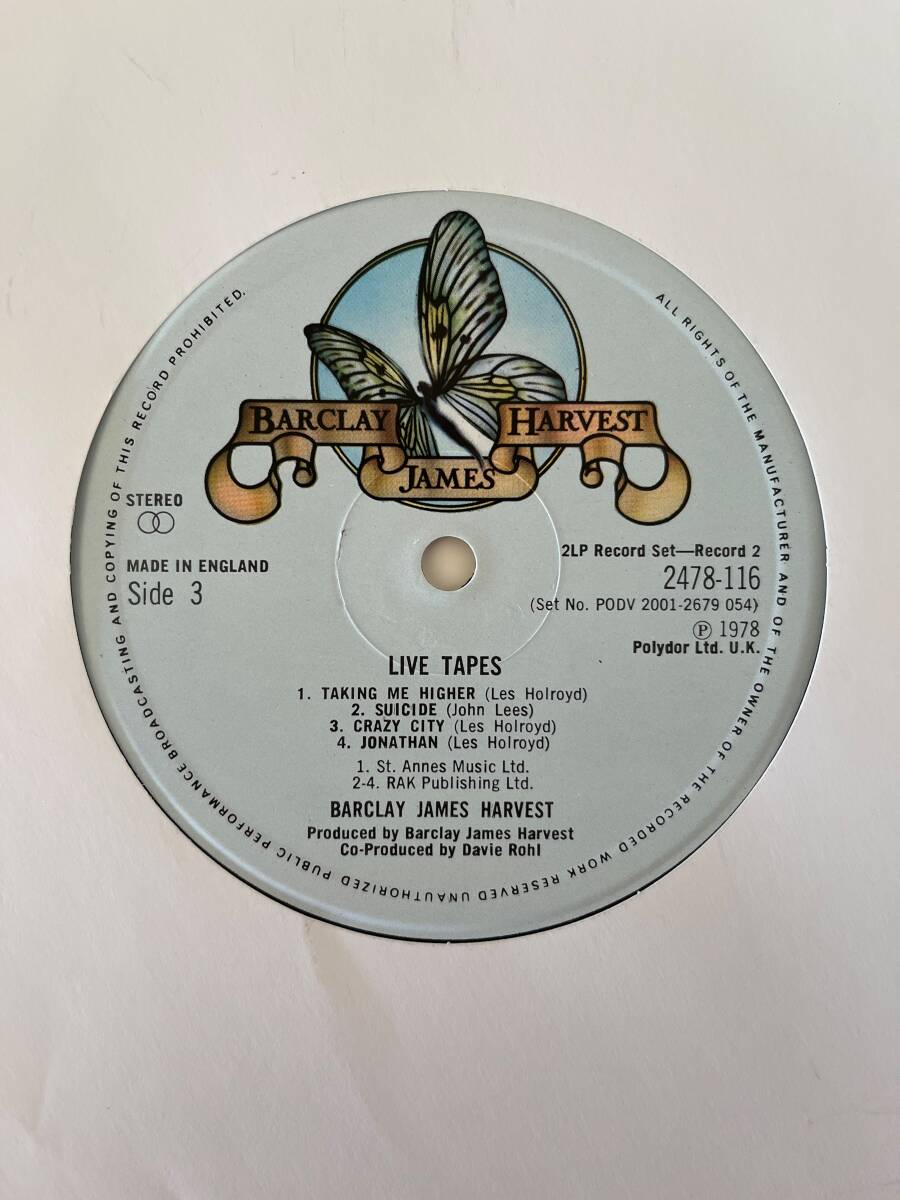 BARCLAY
JAMES
HARVEST
STEREO
MADE IN ENGLAND
Side 3
2LP Record Set—Record 2
2478-116
(Set No. PODV 2001-2679 054)
Ⓟ 1978
Polydor Ltd. U.K.
LIVE TAPES
1. TAKING ME HIGHER (Les Holroyd)
2. SUICIDE (John Lees)
3. CRAZY CITY (Les Holroyd)
4. JONATHAN (Les Holroyd)
1. St. Annes Music Ltd.
2-4. RAK Publishing Ltd.
BARCLAY JAMES HARVEST
Produced by Barclay James Harvest
Co-Produced by Davie Rohl
ALL RIGHTS OF THE MANUFACTURER AND OF THE OWNER OF THE RECORDED WORK RESERVED UNAUTHORIZED PUBLIC PERFORMANCE BROADCASTING AND COPYING OF THIS RECORD PROHIBITED.